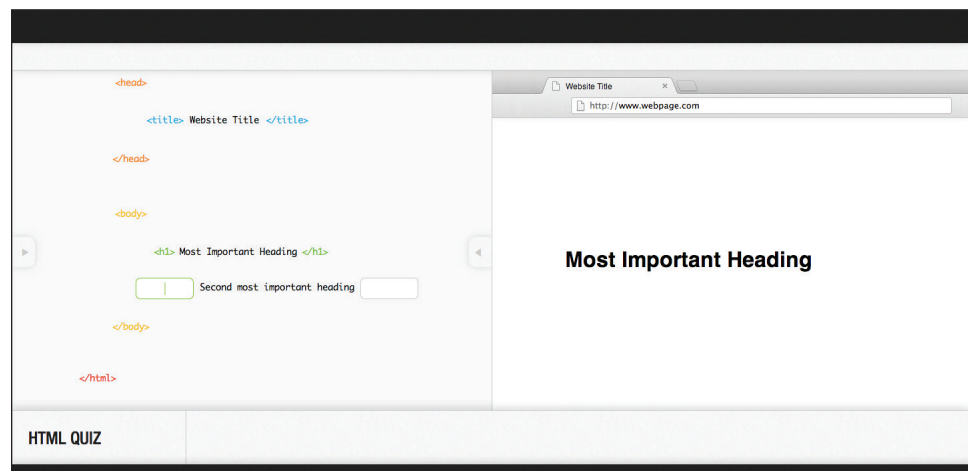 <head>
<title> Website Title </title>
</head>
<body>
<h1> Most Important Heading </h1>
Second most important heading
</body>
</html>
Website Title ×
http://www.webpage.com
Most Important Heading
HTML QUIZ